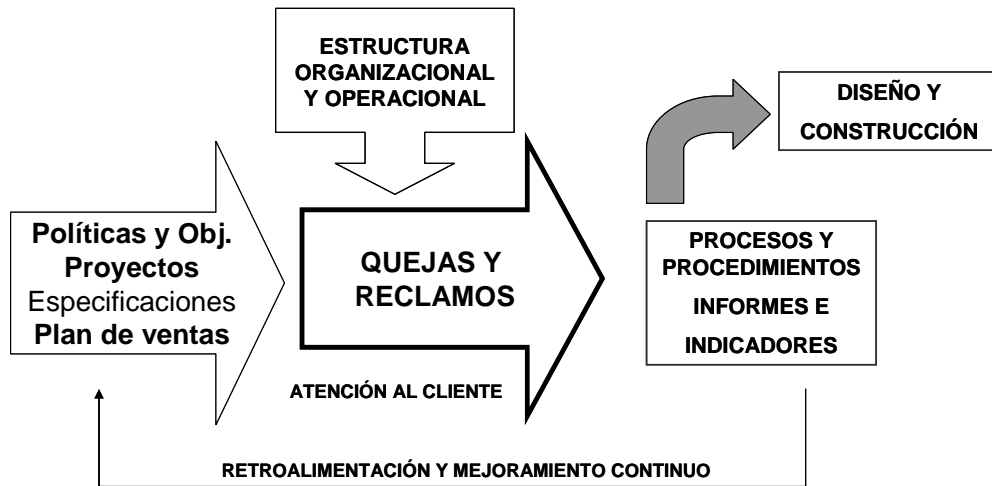 ESTRUCTURA
ORGANIZACIONAL
Y OPERACIONAL
DISEÑO Y
CONSTRUCCIÓN
Políticas y Obj.
Proyectos
Especificaciones
Plan de ventas
QUEJAS Y
RECLAMOS
PROCESOS Y
PROCEDIMIENTOS
INFORMES E
INDICADORES
ATENCIÓN AL CLIENTE
RETROALIMENTACIÓN Y MEJORAMIENTO CONTINUO